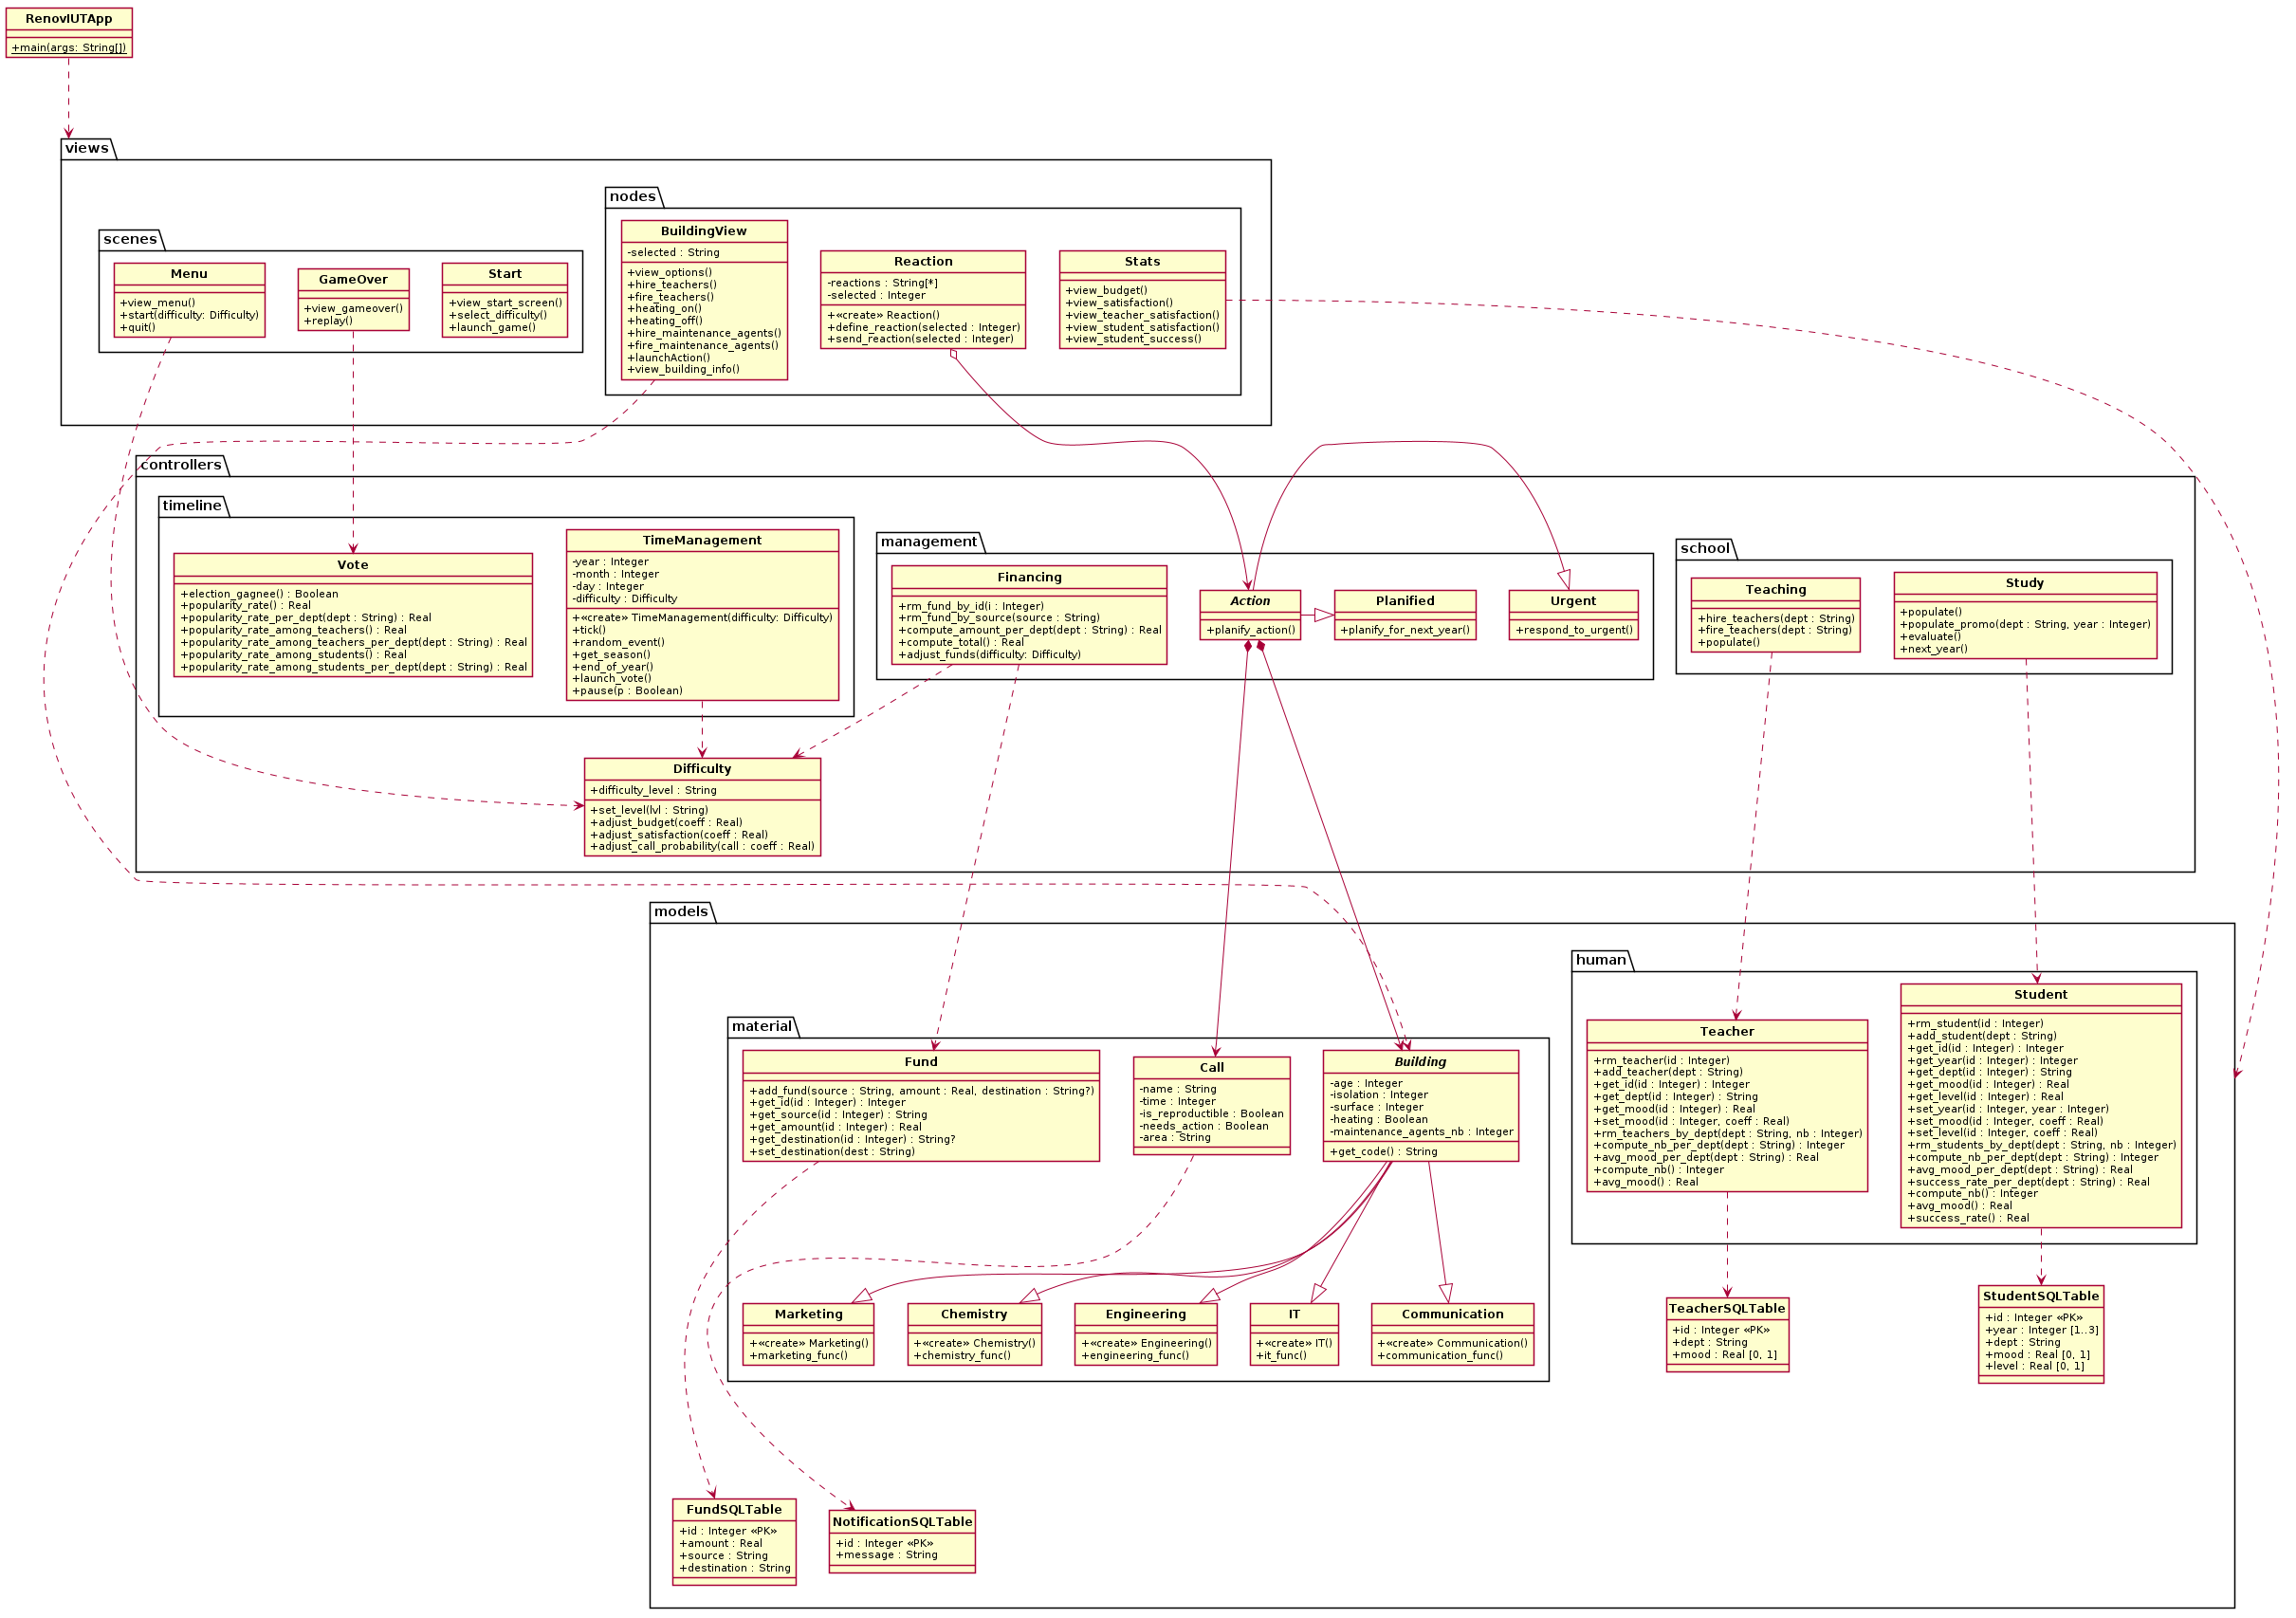 RenovIUTApp
+main(args: String[])
views
scenes
Menu
+view_menu()
+start(difficulty: Difficulty)
+quit()
GameOver
+view_gameover()
+replay()
Start
+view_start_screen()
+select_difficulty()
+launch_game()
nodes
BuildingView
-selected : String
+view_options()
+hire_teachers()
+fire_teachers()
+heating_on()
+heating_off()
+hire_maintenance_agents()
+fire_maintenance_agents()
+launchAction()
+view_building_info()
Reaction
-reactions : String[*]
-selected : Integer
+«create» Reaction()
+define_reaction(selected : Integer)
+send_reaction(selected : Integer)
Stats
+view_budget()
+view_satisfaction()
+view_teacher_satisfaction()
+view_student_satisfaction()
+view_student_success()
controllers
timeline
Vote
+election_gagnee() : Boolean
+popularity_rate() : Real
+popularity_rate_per_dept(dept : String) : Real
+popularity_rate_among_teachers() : Real
+popularity_rate_among_teachers_per_dept(dept : String) : Real
+popularity_rate_among_students() : Real
+popularity_rate_among_students_per_dept(dept : String) : Real
TimeManagement
-year : Integer
-month : Integer
-day : Integer
-difficulty : Difficulty
+«create» TimeManagement(difficulty: Difficulty)
+tick()
+random_event()
+get_season()
+end_of_year()
+launch_vote()
+pause(p : Boolean)
management
Financing
+rm_fund_by_id(i : Integer)
+rm_fund_by_source(source : String)
+compute_amount_per_dept(dept : String) : Real
+compute_total() : Real
+adjust_funds(difficulty: Difficulty)
Action
+planify_action()
Planified
+planify_for_next_year()
Urgent
+respond_to_urgent()
school
Teaching
+hire_teachers(dept : String)
+fire_teachers(dept : String)
+populate()
Study
+populate()
+populate_promo(dept : String, year : Integer)
+evaluate()
+next_year()
Difficulty
+difficulty_level : String
+set_level(lvl : String)
+adjust_budget(coeff : Real)
+adjust_satisfaction(coeff : Real)
+adjust_call_probability(call : coeff : Real)
models
material
Fund
+add_fund(source : String, amount : Real, destination : String?)
+get_id(id : Integer) : Integer
+get_source(id : Integer) : String
+get_amount(id : Integer) : Real
+get_destination(id : Integer) : String?
+set_destination(dest : String)
Call
-name : String
-time : Integer
-is_reproductible : Boolean
-needs_action : Boolean
-area : String
Building
-age : Integer
-isolation : Integer
-surface : Integer
-heating : Boolean
-maintenance_agents_nb : Integer
+get_code() : String
Marketing
+«create» Marketing()
+marketing_func()
Chemistry
+«create» Chemistry()
+chemistry_func()
Engineering
+«create» Engineering()
+engineering_func()
IT
+«create» IT()
+it_func()
Communication
+«create» Communication()
+communication_func()
human
Teacher
+rm_teacher(id : Integer)
+add_teacher(dept : String)
+get_id(id : Integer) : Integer
+get_dept(id : Integer) : String
+get_mood(id : Integer) : Real
+set_mood(id : Integer, coeff : Real)
+rm_teachers_by_dept(dept : String, nb : Integer)
+compute_nb_per_dept(dept : String) : Integer
+avg_mood_per_dept(dept : String) : Real
+compute_nb() : Integer
+avg_mood() : Real
Student
+rm_student(id : Integer)
+add_student(dept : String)
+get_id(id : Integer) : Integer
+get_year(id : Integer) : Integer
+get_dept(id : Integer) : String
+get_mood(id : Integer) : Real
+get_level(id : Integer) : Real
+set_year(id : Integer, year : Integer)
+set_mood(id : Integer, coeff : Real)
+set_level(id : Integer, coeff : Real)
+rm_students_by_dept(dept : String, nb : Integer)
+compute_nb_per_dept(dept : String) : Integer
+avg_mood_per_dept(dept : String) : Real
+success_rate_per_dept(dept : String) : Real
+compute_nb() : Integer
+avg_mood() : Real
+success_rate() : Real
TeacherSQLTable
+id : Integer «PK»
+dept : String
+mood : Real [0, 1]
StudentSQLTable
+id : Integer «PK»
+year : Integer [1..3]
+dept : String
+mood : Real [0, 1]
+level : Real [0, 1]
FundSQLTable
+id : Integer «PK»
+amount : Real
+source : String
+destination : String
NotificationSQLTable
+id : Integer «PK»
+message : String